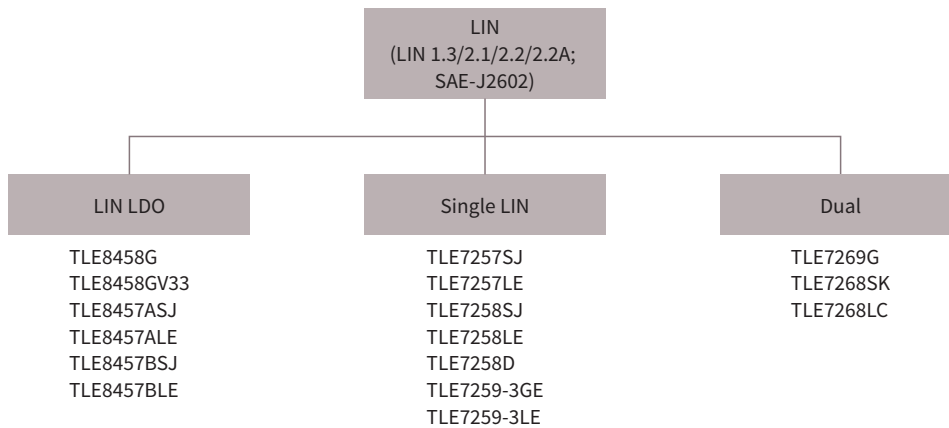 LIN
(LIN 1.3/2.1/2.2/2.2A;
SAE-J2602)
LIN LDO
TLE8458G
TLE8458GV33
TLE8457ASJ
TLE8457ALE
TLE8457BSJ
TLE8457BLE
Single LIN
TLE7257SJ
TLE7257LE
TLE7258SJ
TLE7258LE
TLE7258D
TLE7259-3GE
TLE7259-3LE
Dual
TLE7269G
TLE7268SK
TLE7268LC